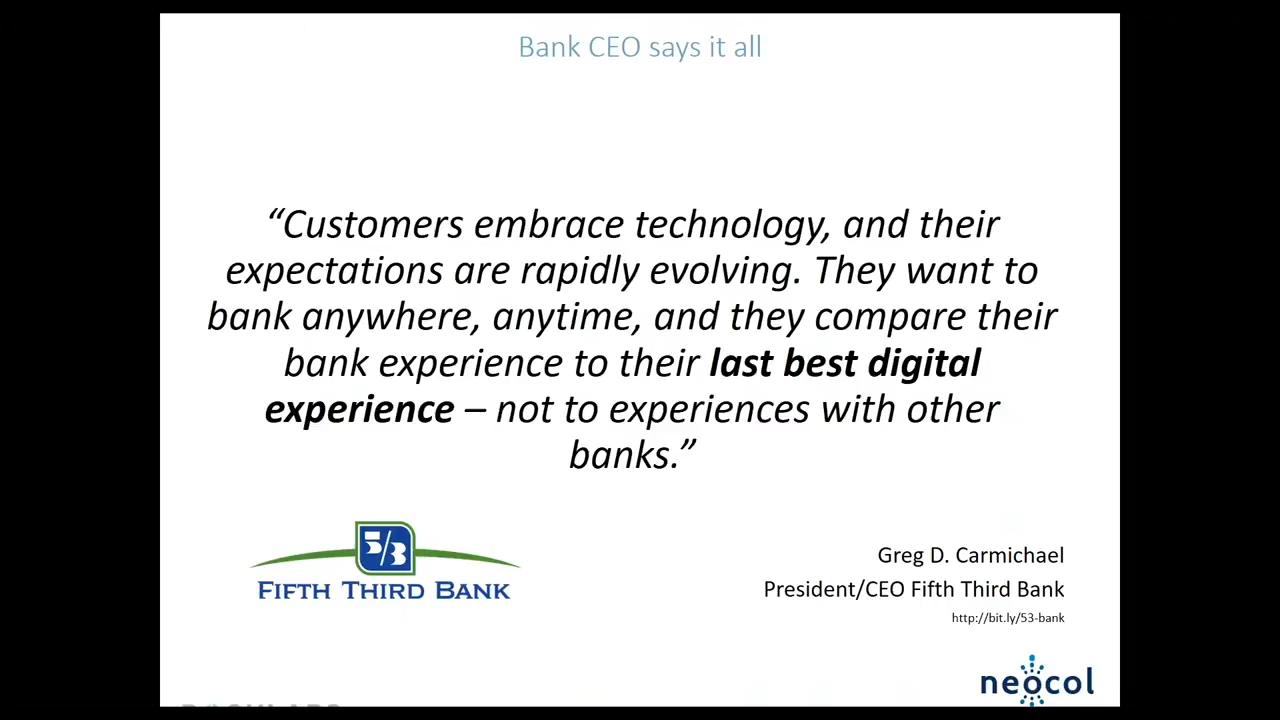 Bank CEO says it all
“Customers embrace technology, and their
expectations are rapidly evolving. They want to
bank anywhere, anytime, and they compare their
bank experience to their last best digital
experience – not to experiences with other
banks.”
5/3
FIFTH THIRD BANK
Greg D. Carmichael
President/CEO Fifth Third Bank
http://bit.ly/53-bank
neocol